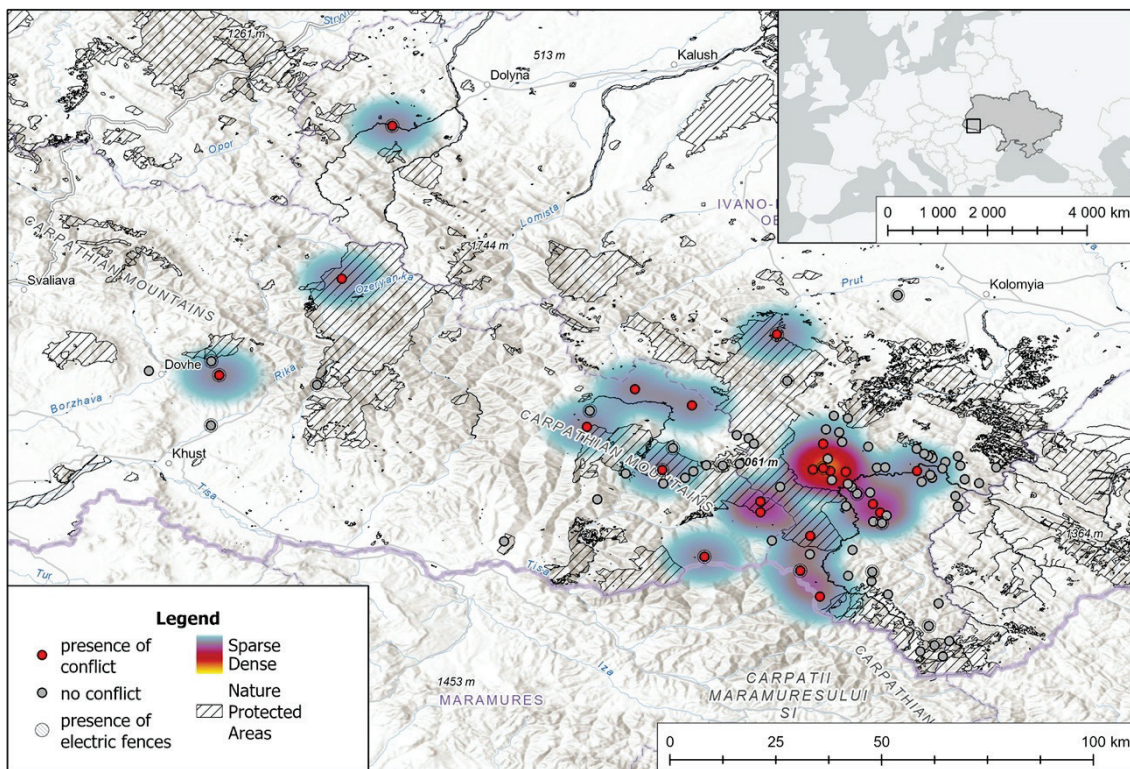 Stryi
1261 m
513 m
Kalush
Dolyna
Opor
Lomista
IVANO-
1744 m
CARPATHIAN MOUNTAINS
Svaliava
Ozeryanka
Prut
Kolomyia
Dovhe
Rika
Borzhava
CARPATHIAN MOUNTAINS
2061 m
Khust
Tisa
1364 m
Tur
Tisa
Iza
CARPATII
MARAMURESULUI
SI
CARPATHIAN
1453 m
MARAMURES
0 1 000 2 000 4 000 km
Legend
presence of
conflict
no conflict
presence of
electric fences
Sparse
Dense
Nature
Protected
Areas
0 25 50 100 km